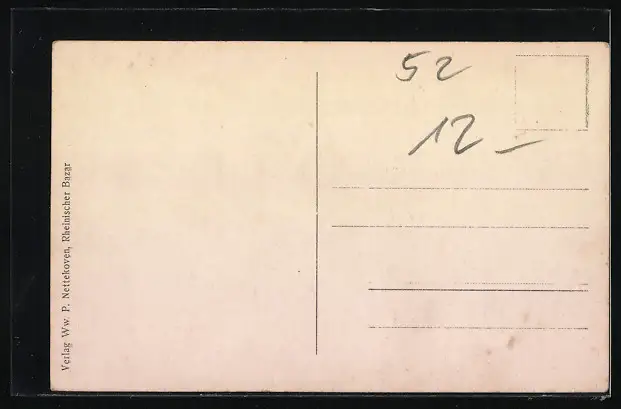 52
12 –
Verlag Ww. P. Nettekoven, Rheinischer Bazar